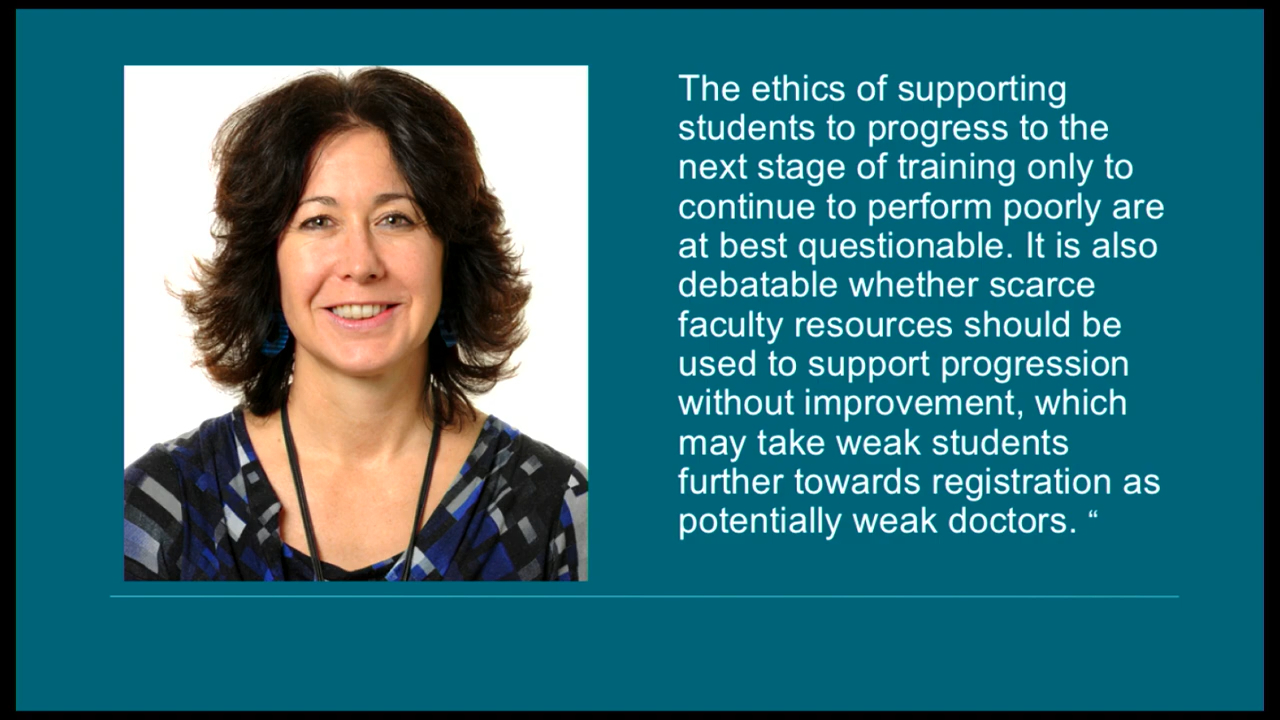 The ethics of supporting
students to progress to the
next stage of training only to
continue to perform poorly are
at best questionable. It is also
debatable whether scarce
faculty resources should be
used to support progression
without improvement, which
may take weak students
further towards registration as
potentially weak doctors. “